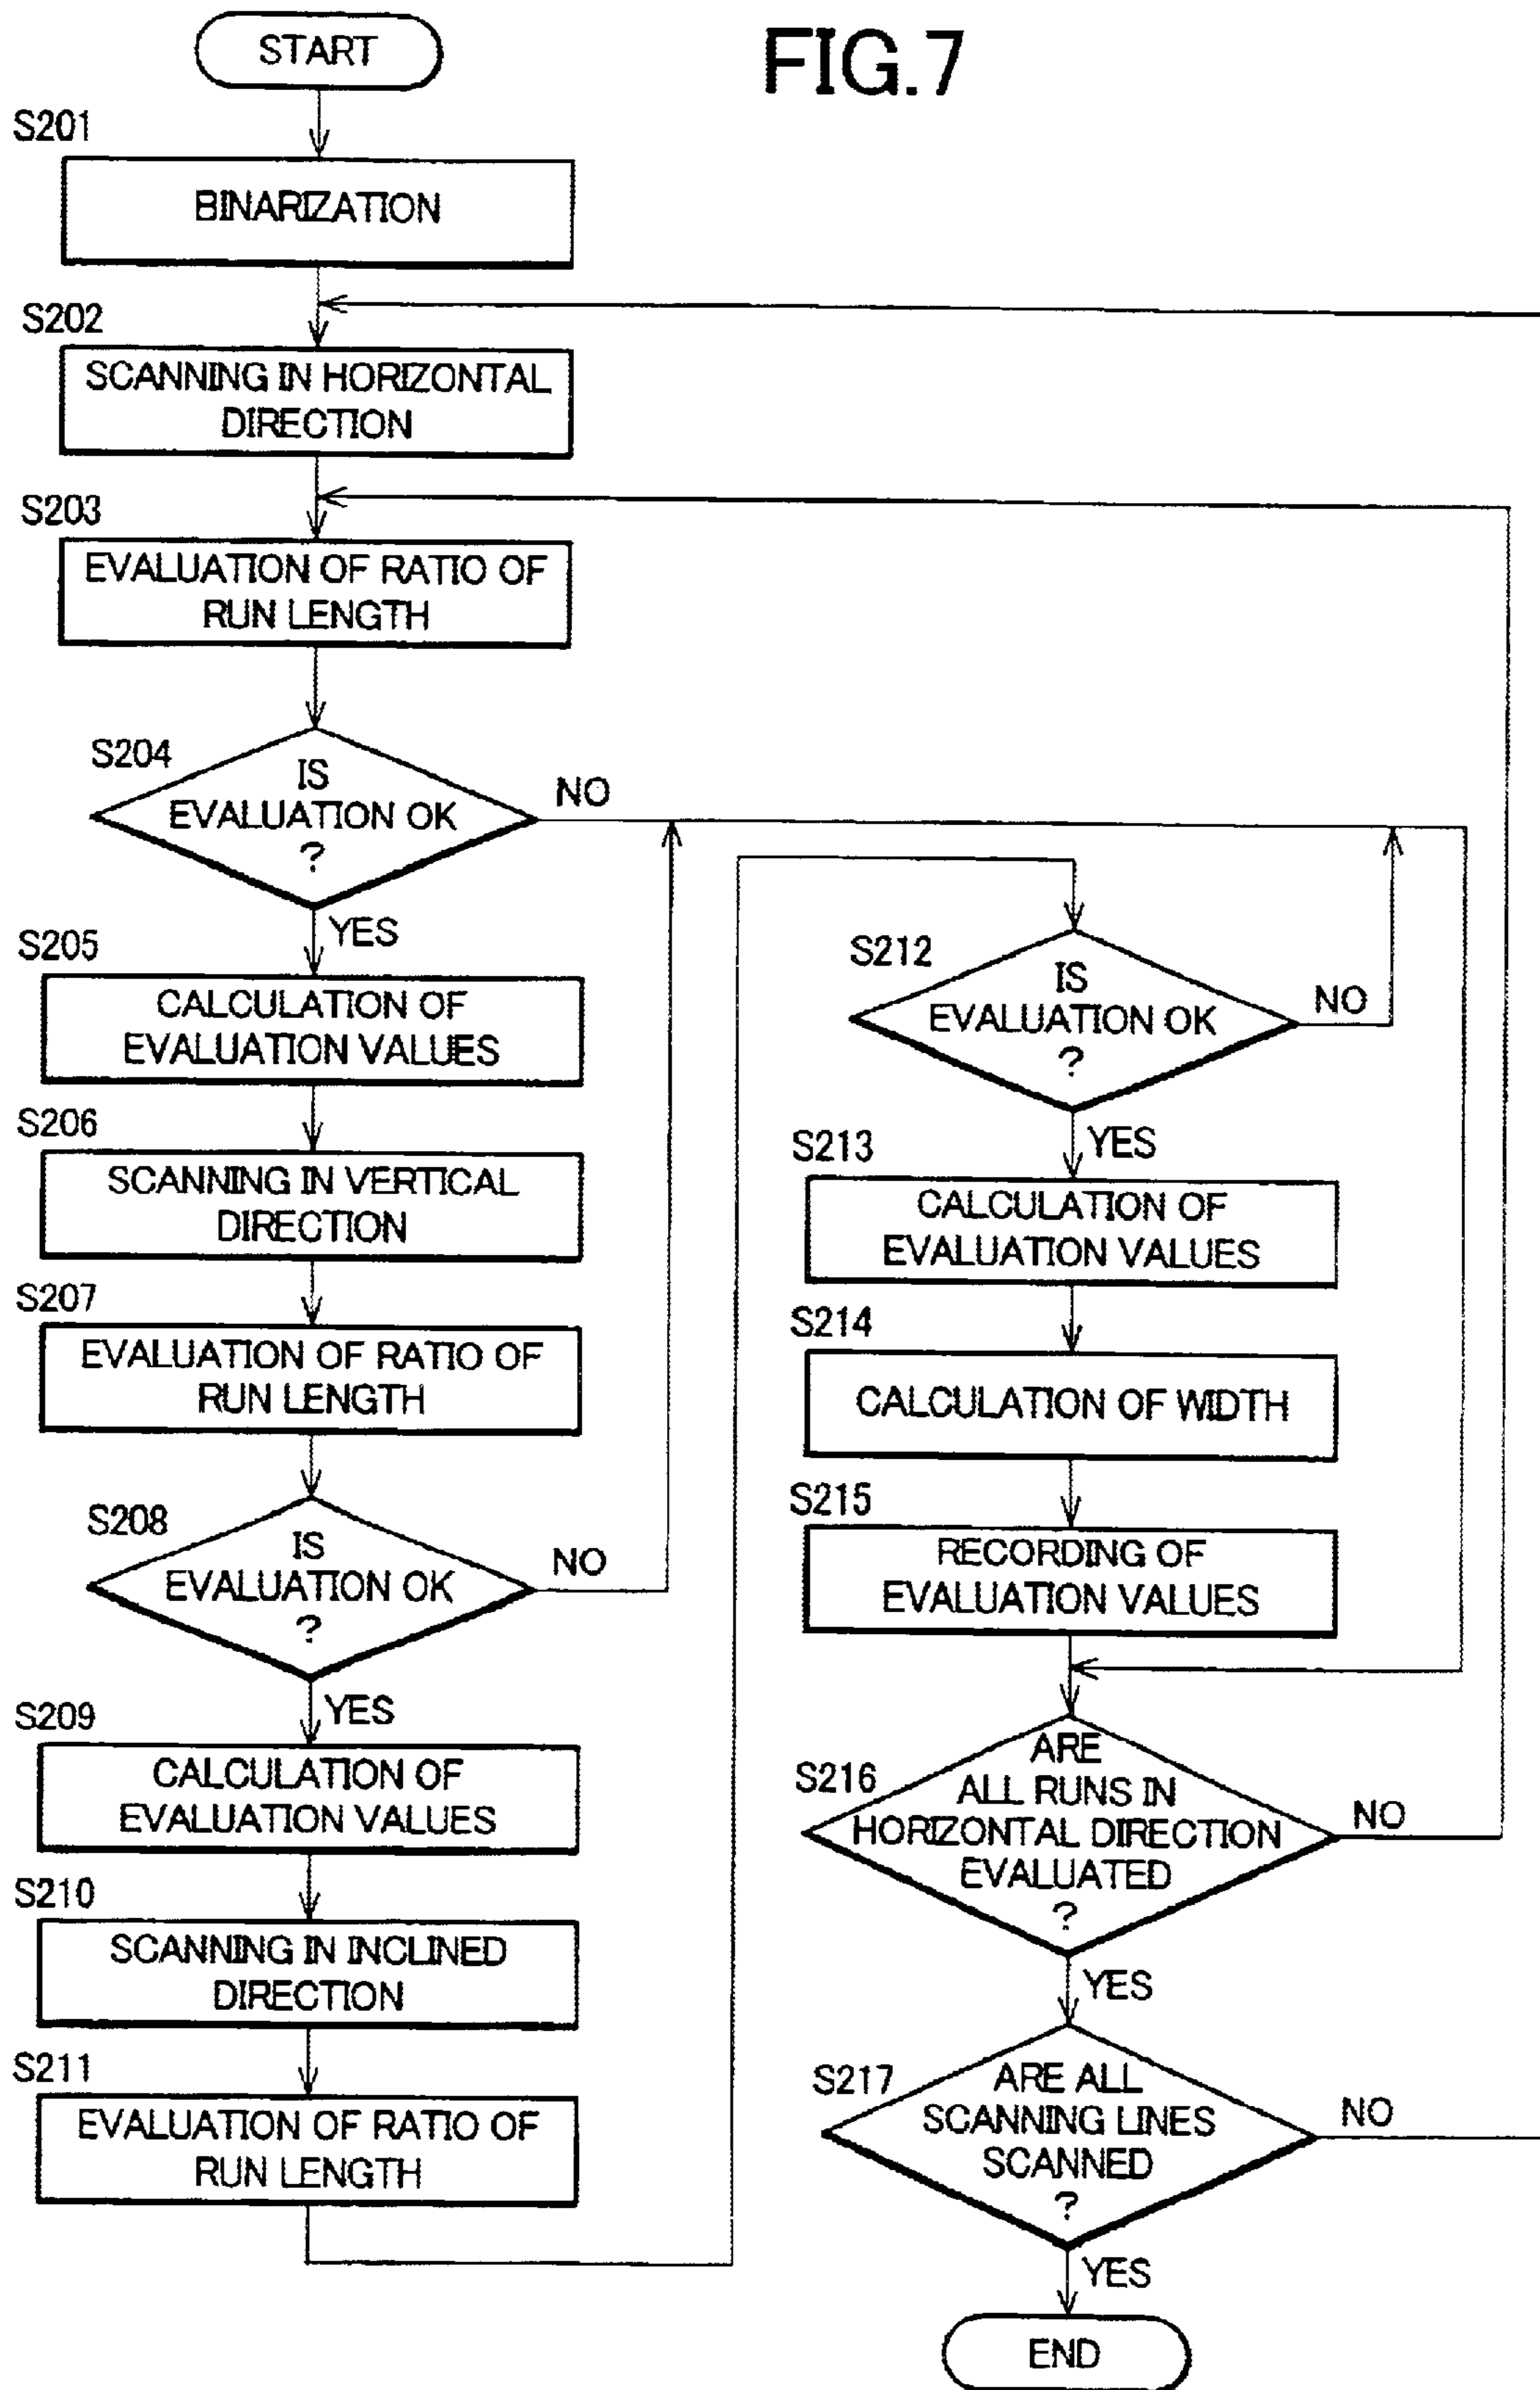 FIG.7
START
S201
BINARIZATION
S202
SCANNING IN HORIZONTAL
DIRECTION
S203
EVALUATION OF RATIO OF
RUN LENGTH
S204
IS
EVALUATION OK
?
NO
YES
S205
CALCULATION OF
EVALUATION VALUES
S206
SCANNING IN VERTICAL
DIRECTION
S207
EVALUATION OF RATIO OF
RUN LENGTH
S208
IS
EVALUATION OK
?
NO
YES
S209
CALCULATION OF
EVALUATION VALUES
S210
SCANNING IN INCLINED
DIRECTION
S211
EVALUATION OF RATIO OF
RUN LENGTH
S212
IS
EVALUATION OK
?
NO
YES
S213
CALCULATION OF
EVALUATION VALUES
S214
CALCULATION OF WIDTH
S215
RECORDING OF
EVALUATION VALUES
S216
ARE
ALL RUNS IN
HORIZONTAL DIRECTION
EVALUATED
?
NO
YES
S217
ARE ALL
SCANNING LINES
SCANNED
?
NO
YES
END